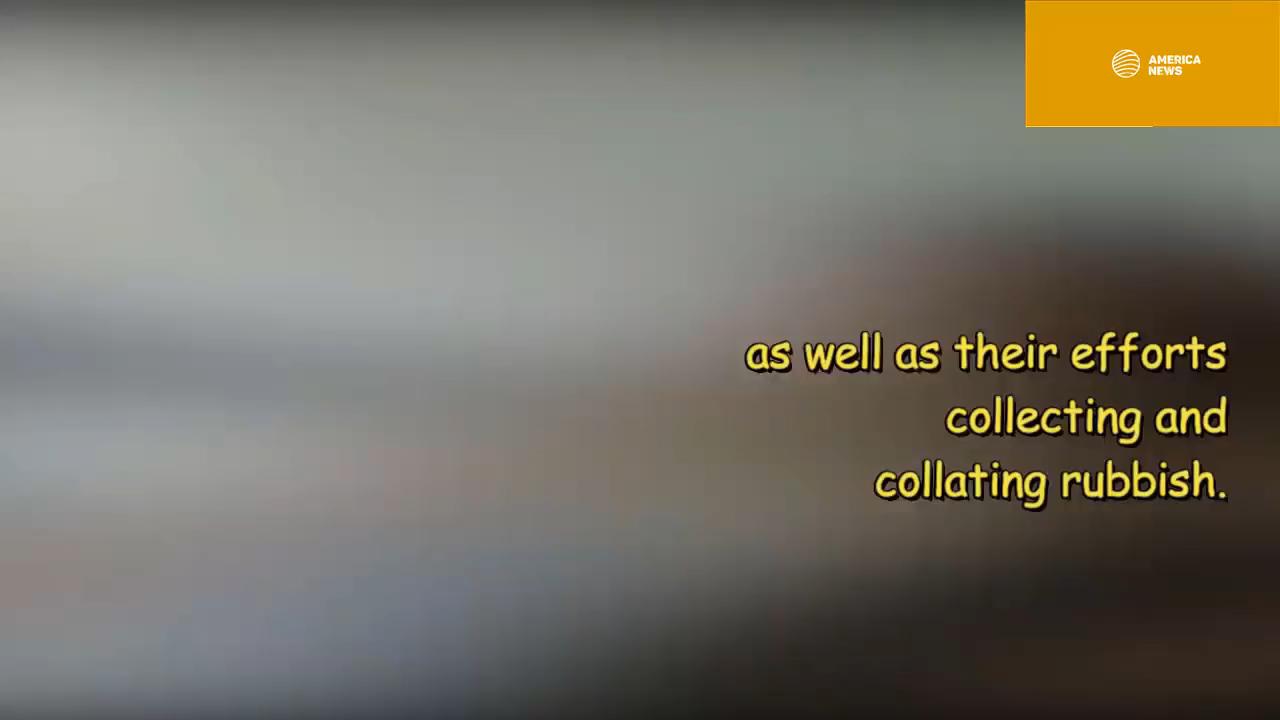 AMERICA
NEWS
as well as their efforts
collecting and
collating rubbish.